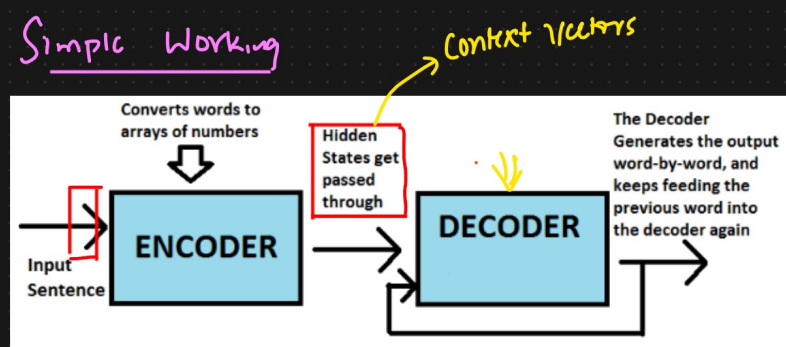 Simple Working
Context Vectors
Converts words to
arrays of numbers
Hidden
States get
passed
through
The Decoder
Generates the output
word-by-word, and
keeps feeding the
previous word into
the decoder again
ENCODER
DECODER
Input
Sentence